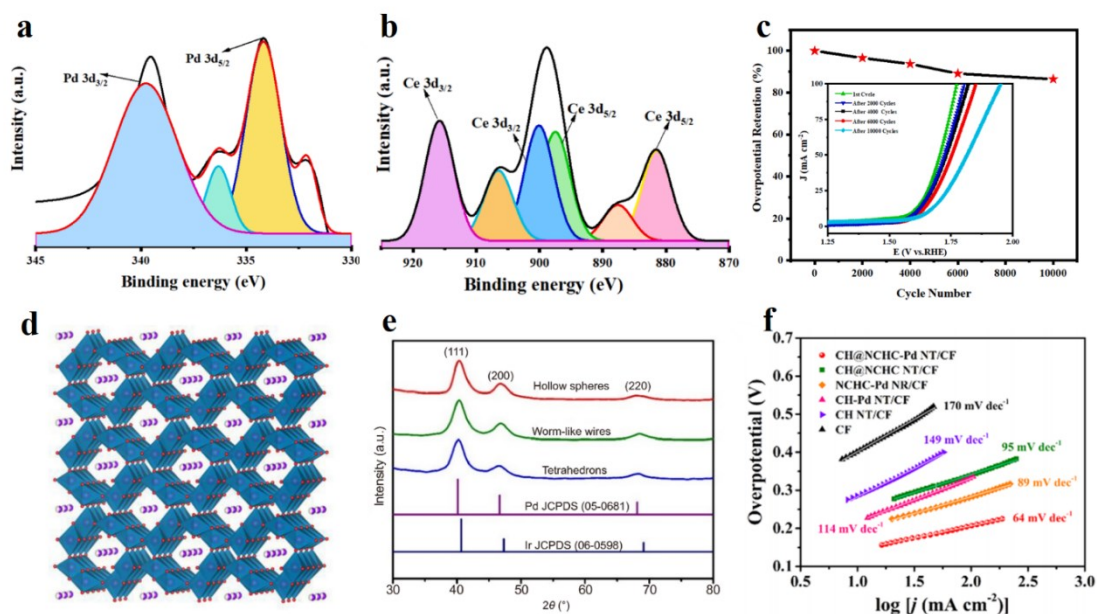 a
Pd 3d3/2
Pd 3d5/2
Intensity (a.u.)
345
340
335
330
Binding energy (eV)
b
Ce 3d3/2
Ce 3d3/2
Ce 3d5/2
Ce 3d5/2
Intensity (a.u.)
920
910
900
890
880
870
Binding energy (eV)
c
Overpotential Retention (%)
100
80
60
40
20
0
1st Cycle
After 2000 Cycles
After 4000 Cycles
After 6000 Cycles
After 10000 Cycles
J (mA cm-2)
100
75
50
25
0
1.25
1.50
1.75
2.00
E (V vs.RHE)
0
2000
4000
6000
8000
10000
Cycle Number
d
e
(111)
(200)
(220)
Hollow spheres
Worm-like wires
Tetrahedrons
Pd JCPDS (05-0681)
Ir JCPDS (06-0598)
Intensity (a.u.)
30
40
50
60
70
80
2θ (°)
f
Overpotential (V)
0.7
0.6
0.5
0.4
0.3
0.2
0.1
CH@NCHC-Pd NT/CF
CH@NCHC NT/CF
NCHC-Pd NR/CF
CH-Pd NT/CF
CH NT/CF
CF
170 mV dec-1
149 mV dec-1
95 mV dec-1
89 mV dec-1
114 mV dec-1
64 mV dec-1
0.5
1.0
1.5
2.0
2.5
3.0
log [j (mA cm-2)]